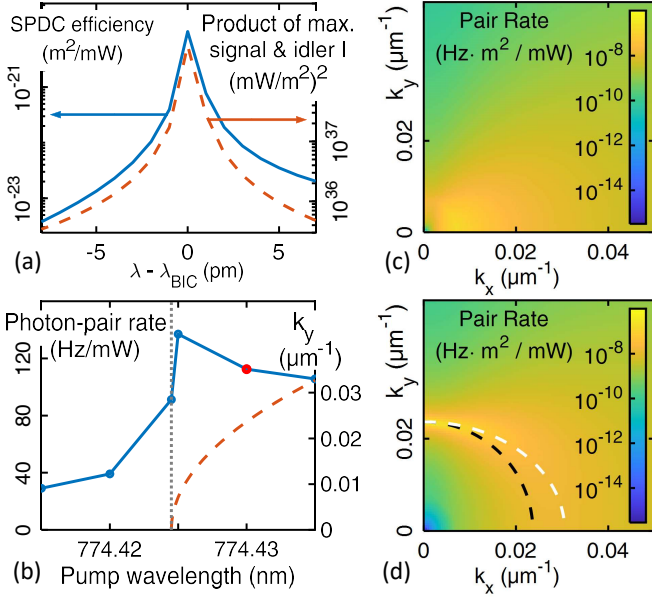 SPDC efficiency
(m²/mW)
Product of max.
signal & idler I
(mW/m²)²
10⁻²¹
10⁻²³
10³⁷
10³⁶
-5 0 5
(a)
λ - λ_BIC (pm)
Photon-pair rate
(Hz/mW)
k_y
(μm⁻¹)
120
80
40
0
0.03
0.02
0.01
0
774.42 774.43
(b)
Pump wavelength (nm)
Pair Rate
(Hz· m² / mW)
10⁻⁸
10⁻¹⁰
10⁻¹²
10⁻¹⁴
k_y (μm⁻¹)
0.02
0
0 0.02 0.04
(c)
k_x (μm⁻¹)
Pair Rate
(Hz· m² / mW)
10⁻⁸
10⁻¹⁰
10⁻¹²
10⁻¹⁴
k_y (μm⁻¹)
0.02
0
0 0.02 0.04
(d)
k_x (μm⁻¹)